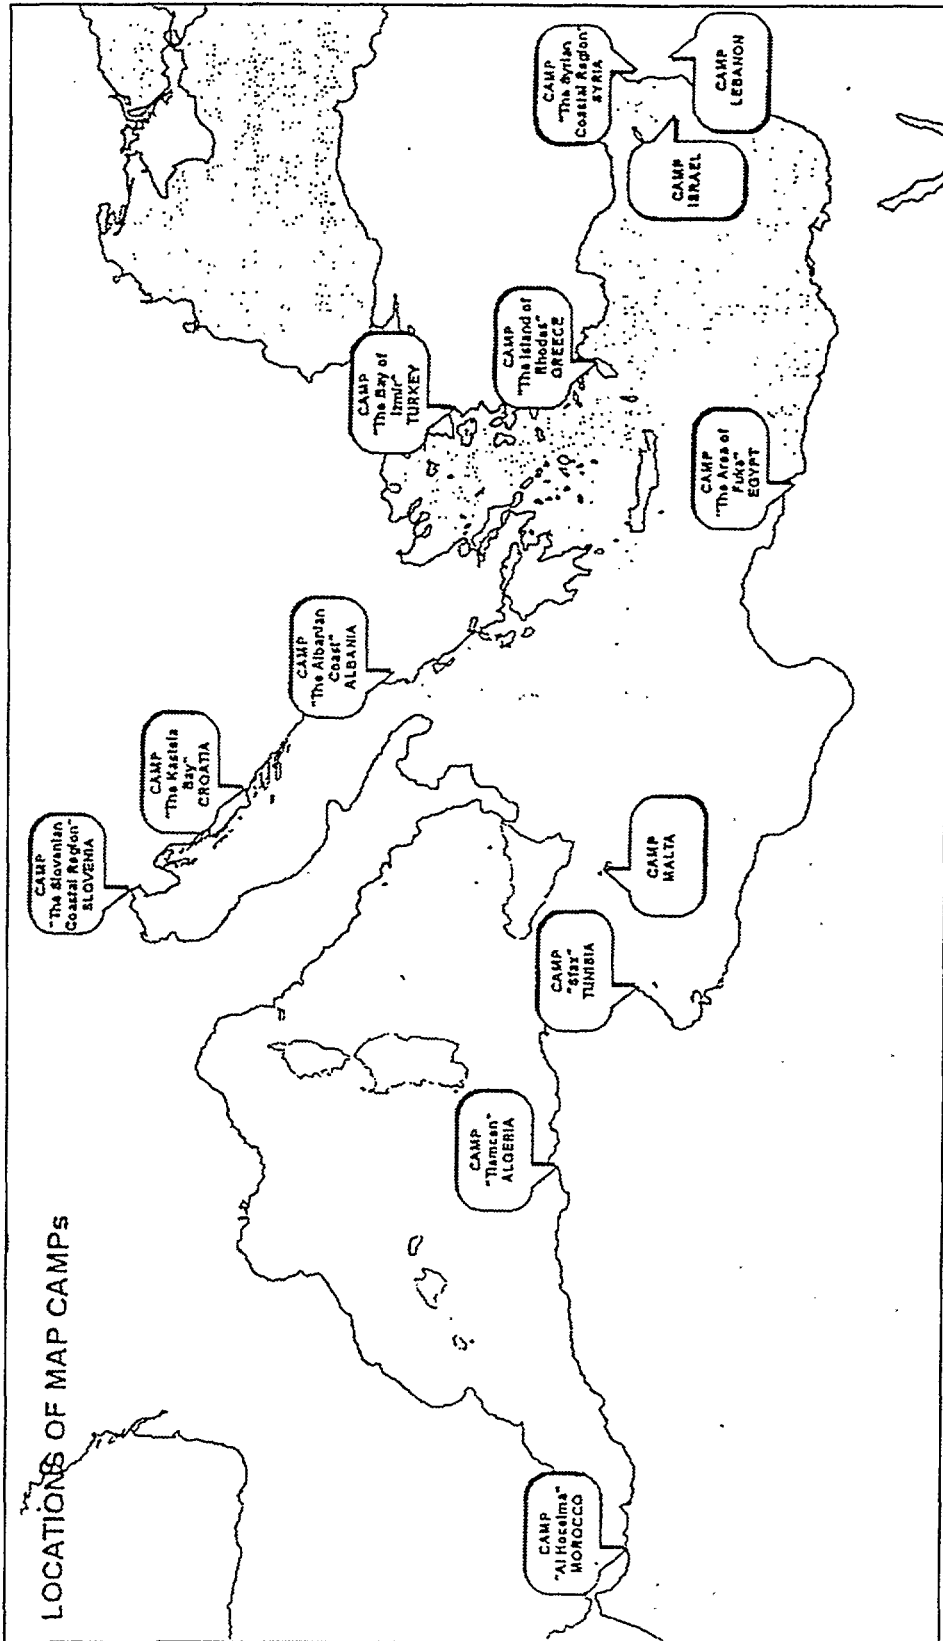 LOCATIONS OF MAP CAMPs
CAMP
"The Slovenian
Coastal Region"
SLOVENIA
CAMP
"The Kastela
Bay"
CROATIA
CAMP
"The Albanian
Coast"
ALBANIA
CAMP
"The Bay of
Izmir"
TURKEY
CAMP
"The Island of
Rhodes"
GREECE
CAMP
"The Syrian
Coastal Region"
SYRIA
CAMP
LEBANON
CAMP
ISRAEL
CAMP
"The Area of
Fuka"
EGYPT
CAMP
MALTA
CAMP
"Sfax"
TUNISIA
CAMP
"Tlemcen"
ALGERIA
CAMP
"Al Hoceima"
MOROCCO